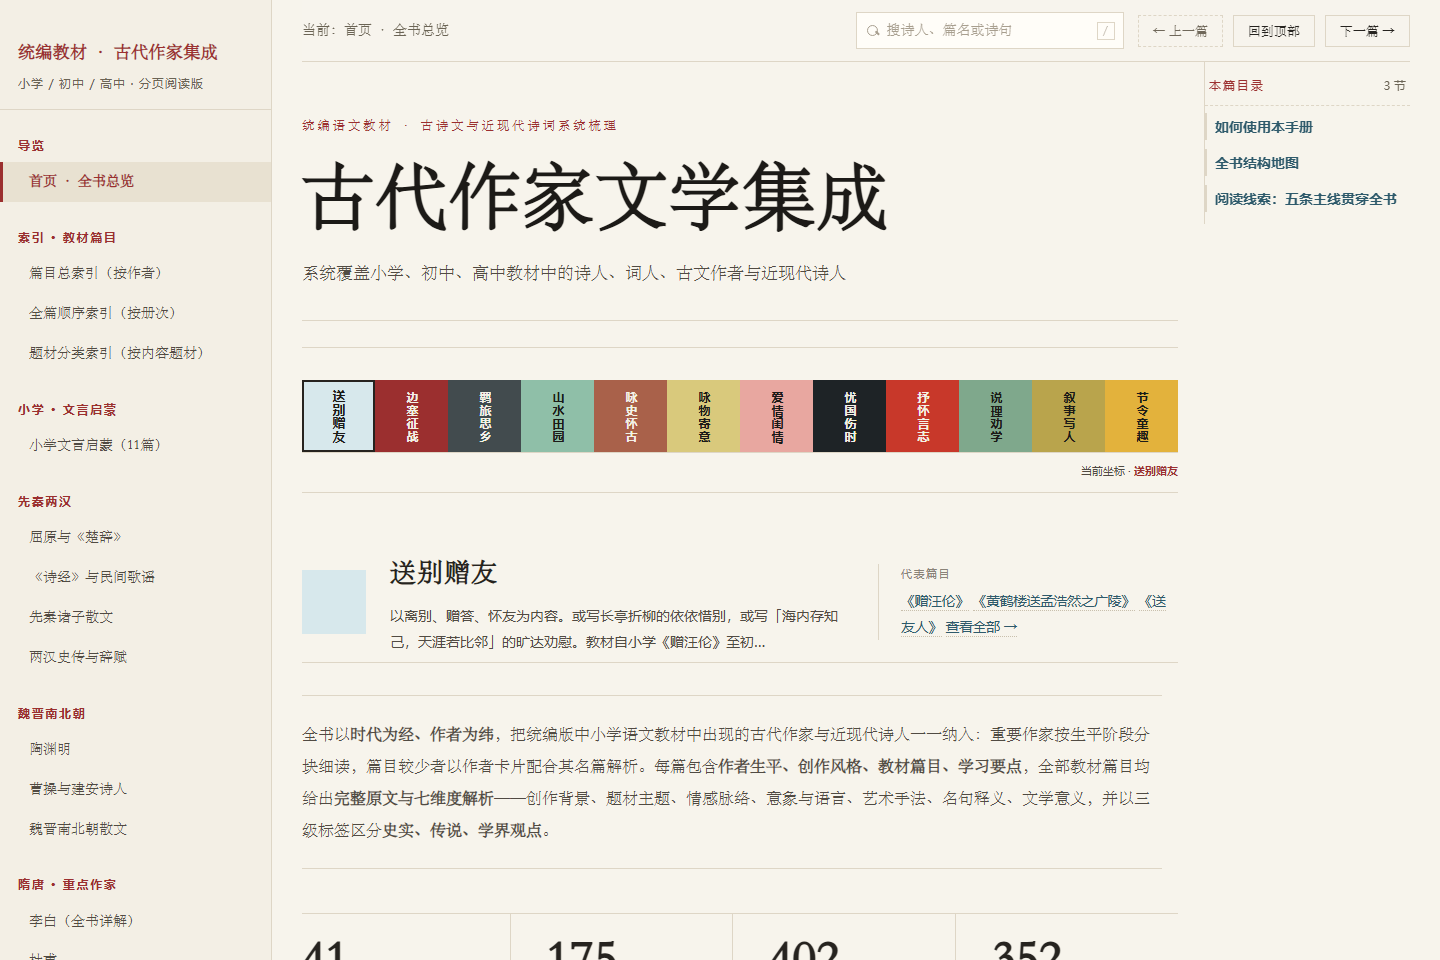 统编教材 · 古代作家集成
小学 / 初中 / 高中 · 分页阅读版
导览
首页 · 全书总览
索引 · 教材篇目
篇目总索引（按作者）
全篇顺序索引（按册次）
题材分类索引（按内容题材）
小学 · 文言启蒙
小学文言启蒙（11篇）
先秦两汉
屈原与《楚辞》
《诗经》与民间歌谣
先秦诸子散文
两汉史传与辞赋
魏晋南北朝
陶渊明
曹操与建安诗人
魏晋南北朝散文
隋唐 · 重点作家
李白（全书详解）
杜甫
当前：首页 · 全书总览
搜诗人、篇名或诗句 /
← 上一篇
回到顶部
下一篇 →
统编语文教材 · 古诗文与近现代诗词系统梳理
古代作家文学集成
系统覆盖小学、初中、高中教材中的诗人、词人、古文作者与近现代诗人
送别赠友
边塞征战
羁旅思乡
山水田园
咏史怀古
咏物寄意
爱情闺情
忧国伤时
抒怀言志
说理劝学
叙事写人
节令童趣
当前坐标 · 送别赠友
送别赠友
以离别、赠答、怀友为内容。或写长亭折柳的依依惜别，或写「海内存知
己，天涯若比邻」的旷达劝慰。教材自小学《赠汪伦》至初...
代表篇目
《赠汪伦》 《黄鹤楼送孟浩然之广陵》 《送
友人》 查看全部 →
全书以时代为经、作者为纬，把统编版中小学语文教材中出现的古代作家与近现代诗人一一纳入：重要作家按生平阶段分
块细读，篇目较少者以作者卡片配合其名篇解析。每篇包含作者生平、创作风格、教材篇目、学习要点，全部教材篇目均
给出完整原文与七维度解析——创作背景、题材主题、情感脉络、意象与语言、艺术手法、名句释义、文学意义，并以三
级标签区分史实、传说、学界观点。
41
175
402
352
本篇目录 3 节
如何使用本手册
全书结构地图
阅读线索：五条主线贯穿全书